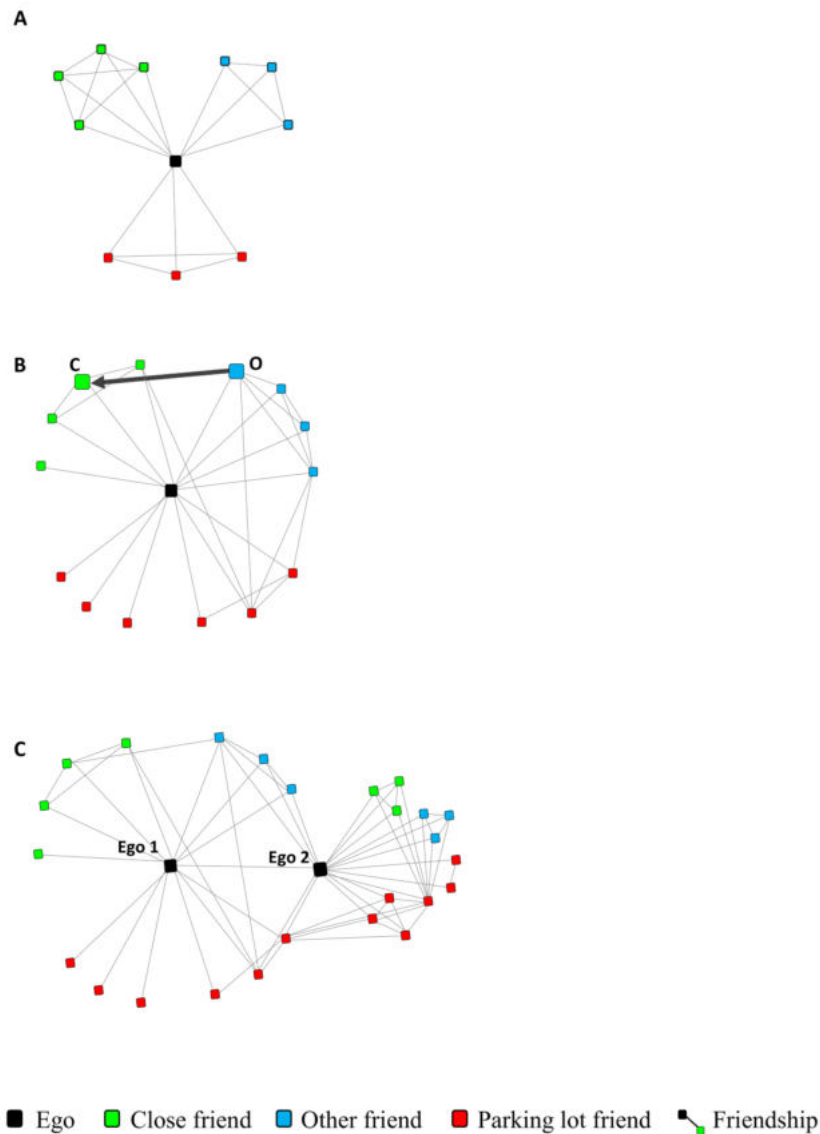 A
B
C
O
C
Ego 1
Ego 2
Ego
Close friend
Other friend
Parking lot friend
Friendship